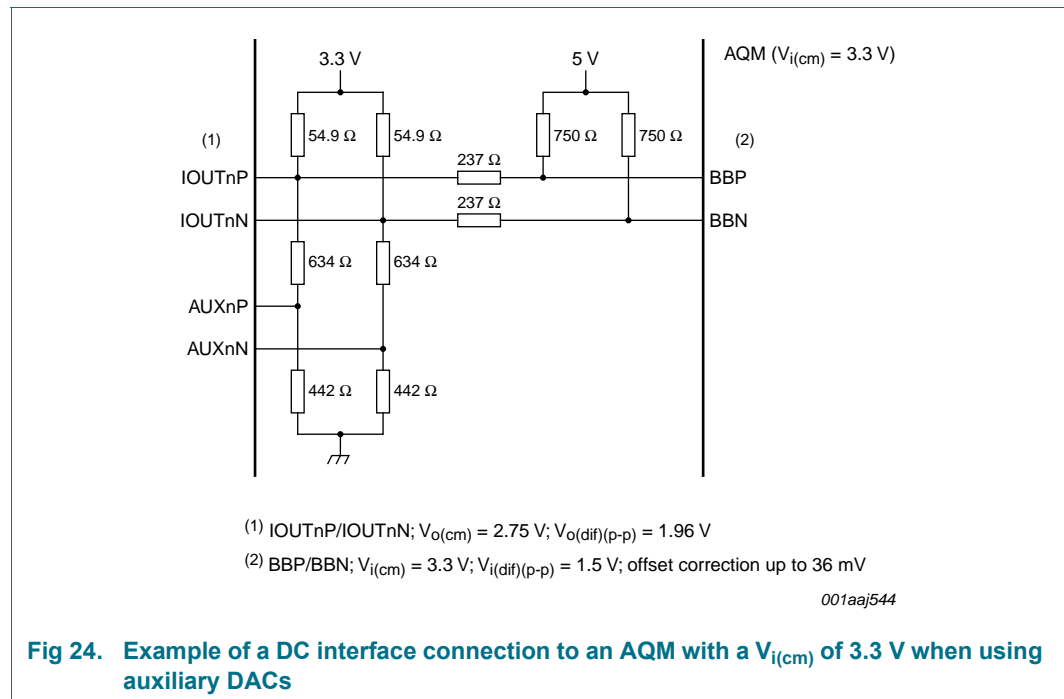 3.3 V
5 V
AQM (Vi(cm) = 3.3 V)
(1)
54.9 Ω
54.9 Ω
750 Ω
750 Ω
(2)
237 Ω
IOUTnP
BBP
237 Ω
IOUTnN
BBN
634 Ω
634 Ω
AUXnP
AUXnN
442 Ω
442 Ω
(1) IOUTnP/IOUTnN; Vo(cm) = 2.75 V; Vo(dif)(p-p) = 1.96 V
(2) BBP/BBN; Vi(cm) = 3.3 V; Vi(dif)(p-p) = 1.5 V; offset correction up to 36 mV
001aaj544
Fig 24. Example of a DC interface connection to an AQM with a Vi(cm) of 3.3 V when using
auxiliary DACs